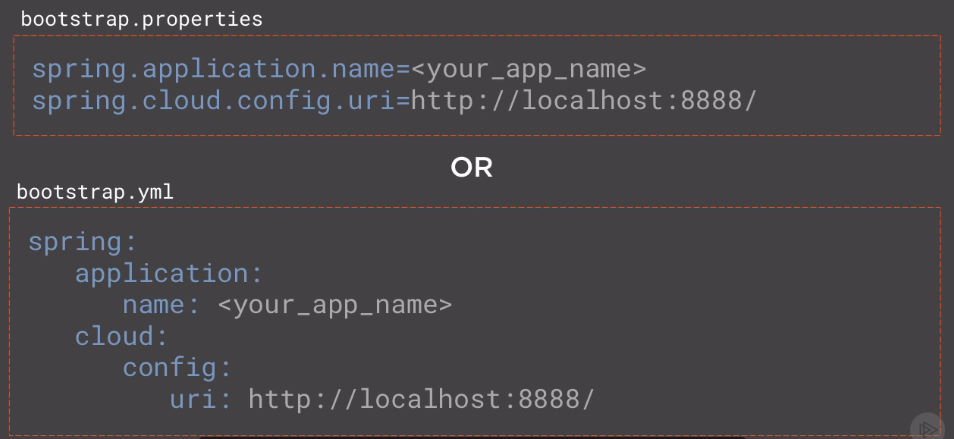 bootstrap.properties
spring.application.name=<your_app_name>
spring.cloud.config.uri=http://localhost:8888/
OR
bootstrap.yml
spring:
application:
name: <your_app_name>
cloud:
config:
uri: http://localhost:8888/